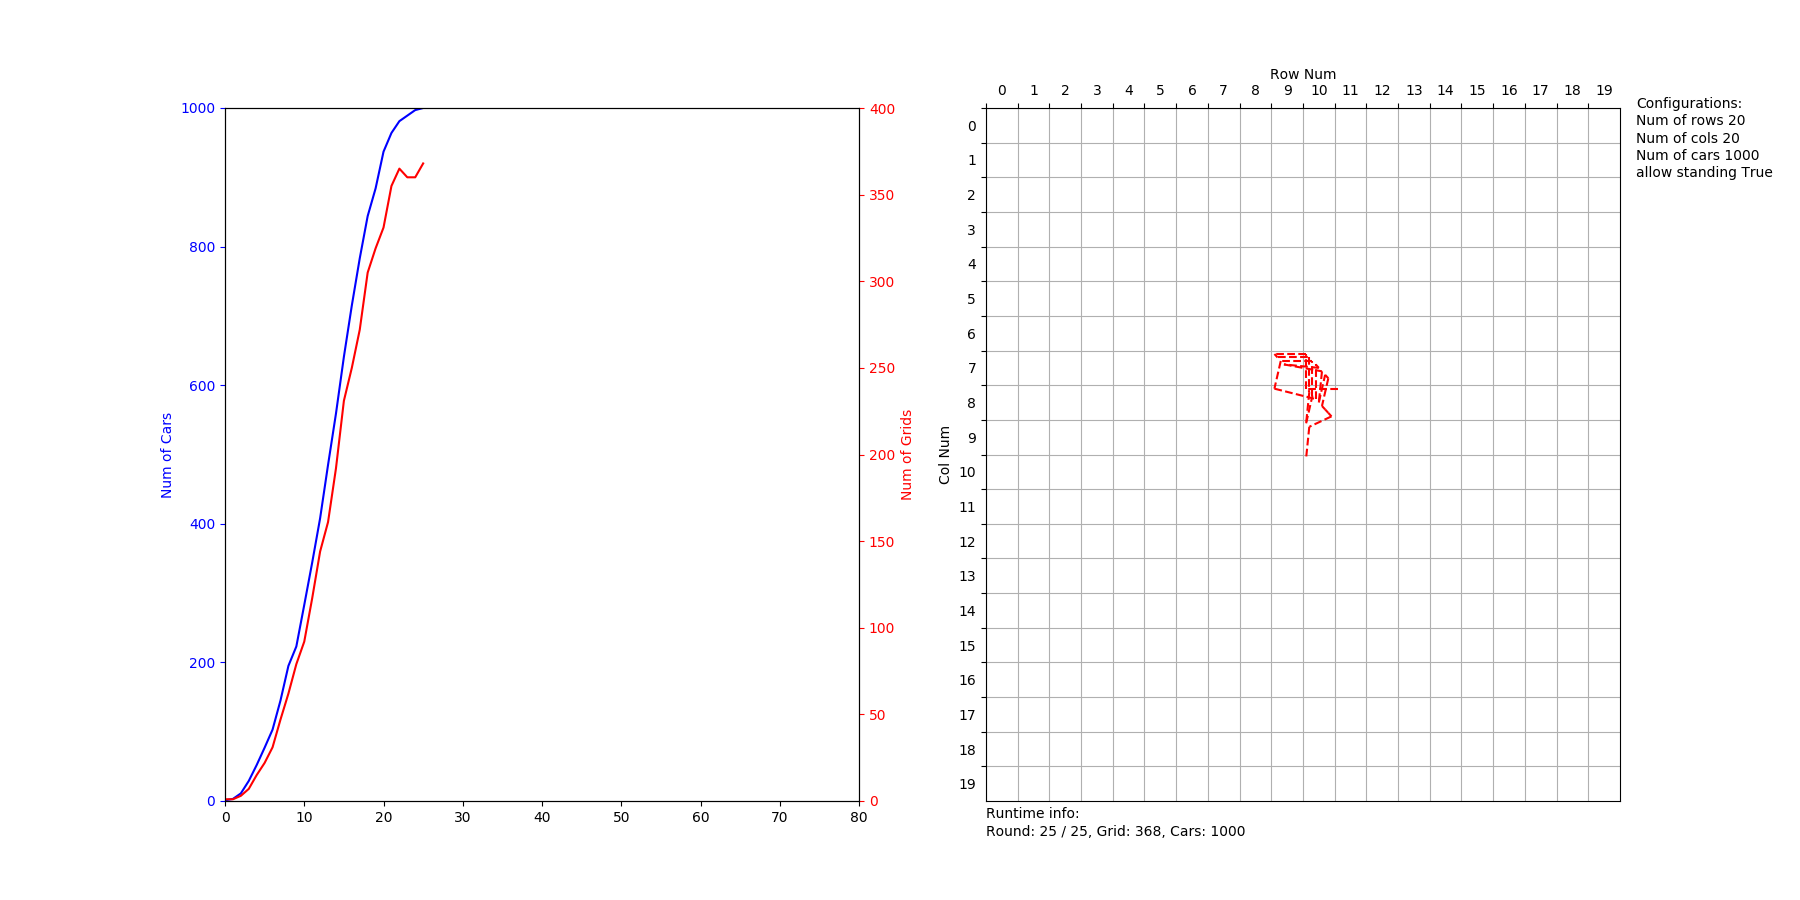 Num of Cars
1000
800
600
400
200
0
0 10 20 30 40 50 60 70 80
400
350
300
250
200
150
100
50
0
Num of Grids
Row Num
0 1 2 3 4 5 6 7 8 9 10 11 12 13 14 15 16 17 18 19
Col Num
0
1
2
3
4
5
6
7
8
9
10
11
12
13
14
15
16
17
18
19
Configurations:
Num of rows 20
Num of cols 20
Num of cars 1000
allow standing True
Runtime info:
Round: 25 / 25, Grid: 368, Cars: 1000